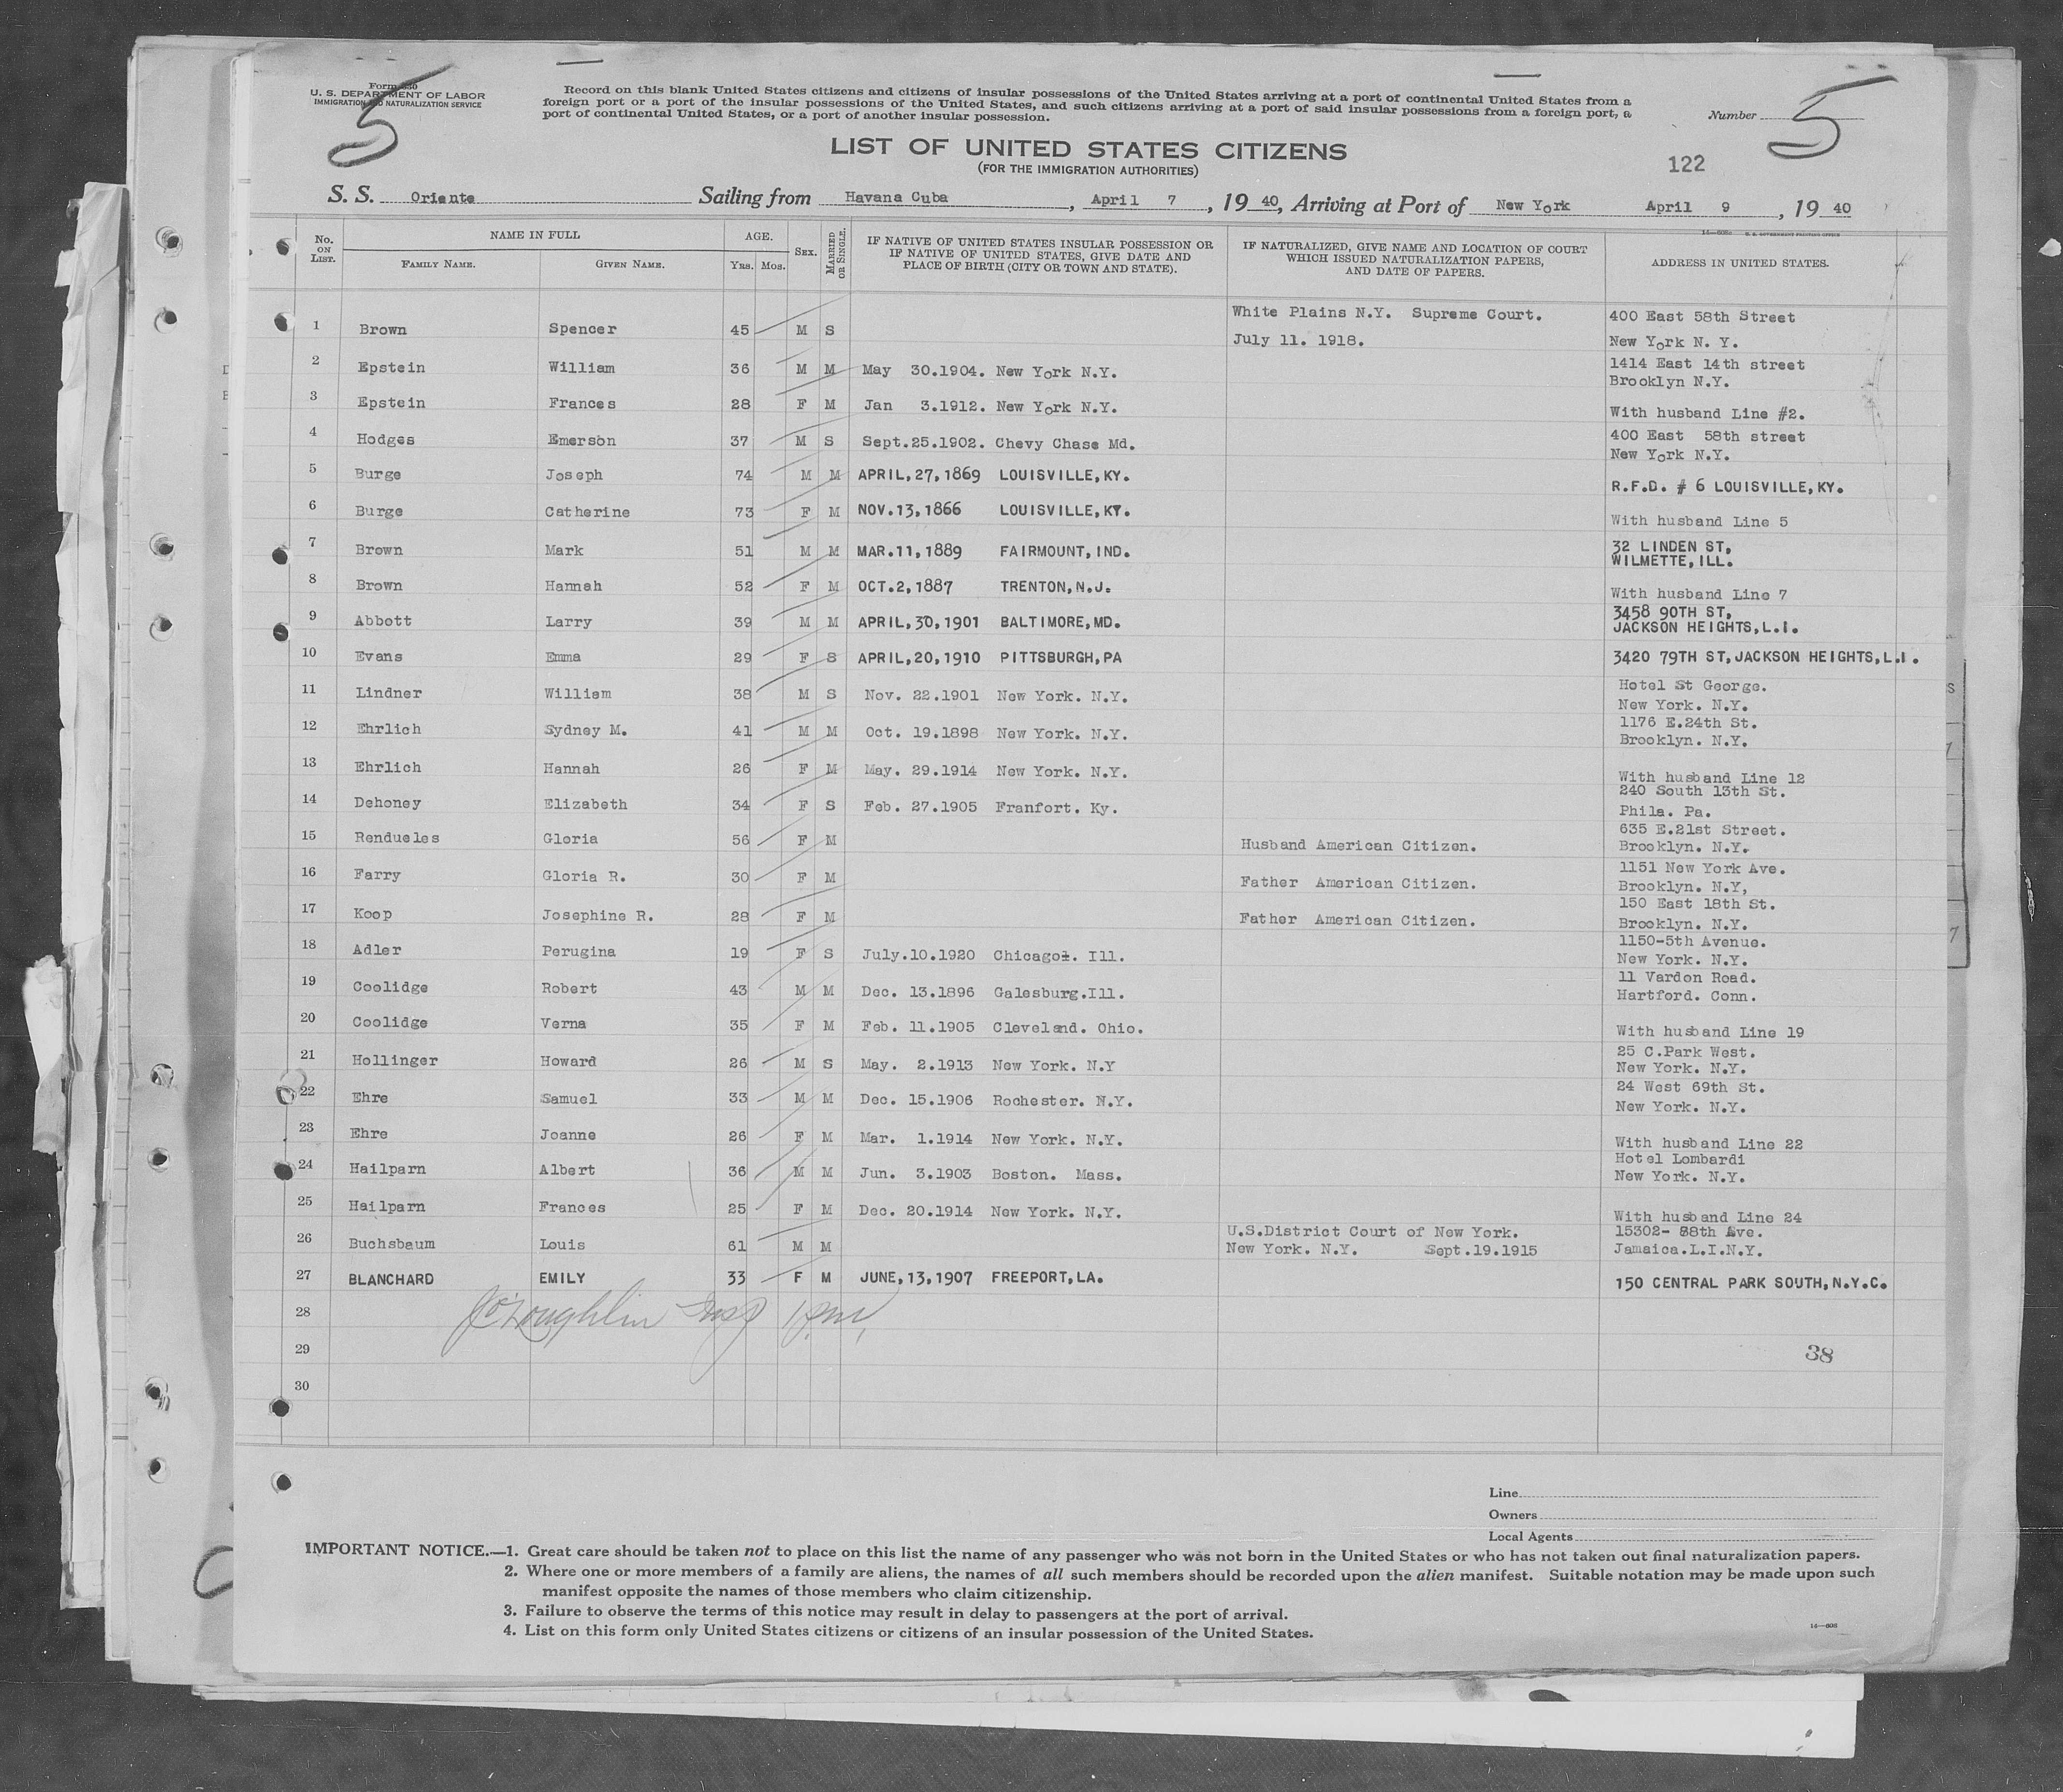 Form 630
U. S. DEPARTMENT OF LABOR
IMMIGRATION AND NATURALIZATION SERVICE
5
Record on this blank United States citizens and citizens of insular possessions of the United States arriving at a port of continental United States from a
foreign port or a port of the insular possessions of the United States, and such citizens arriving at a port of said insular possessions from a foreign port, a
port of continental United States, or a port of another insular possession.
Number 5
LIST OF UNITED STATES CITIZENS
(FOR THE IMMIGRATION AUTHORITIES)
122
S. S. Oriente Sailing from Havana Cuba, April 7, 19 40, Arriving at Port of New York April 9, 19 40
No. ON LIST. NAME IN FULL FAMILY NAME. GIVEN NAME. AGE. Yrs. Mos. SEX. MARRIED OR SINGLE. IF NATIVE OF UNITED STATES INSULAR POSSESSION OR IF NATIVE OF UNITED STATES, GIVE DATE AND PLACE OF BIRTH (CITY OR TOWN AND STATE). IF NATURALIZED, GIVE NAME AND LOCATION OF COURT WHICH ISSUED NATURALIZATION PAPERS, AND DATE OF PAPERS. ADDRESS IN UNITED STATES.
1 Brown Spencer 45 M S White Plains N.Y. Supreme Court. July 11. 1918. 400 East 58th Street New York N. Y.
2 Epstein William 36 M M May 30.1904. New York N.Y. 1414 East 14th street Brooklyn N.Y.
3 Epstein Frances 28 F M Jan 3.1912. New York N.Y. With husband Line #2.
4 Hodges Emerson 37 M S Sept.25.1902. Chevy Chase Md. 400 East 58th street New York N.Y.
5 Burge Joseph 74 M M APRIL,27,1869 LOUISVILLE,KY. R.F.D. # 6 LOUISVILLE,KY.
6 Burge Catherine 73 F M NOV.13,1866 LOUISVILLE,KY. With husband Line 5
7 Brown Mark 51 M M MAR.11,1889 FAIRMOUNT,IND. 32 LINDEN ST, WILMETTE,ILL.
8 Brown Hannah 52 F M OCT.2,1887 TRENTON,N.J. With husband Line 7
9 Abbott Larry 39 M M APRIL,30,1901 BALTIMORE,MD. 3458 90TH ST, JACKSON HEIGHTS,L.I.
10 Evans Emma 29 F S APRIL,20,1910 PITTSBURGH,PA 3420 79TH ST,JACKSON HEIGHTS,L.I.
11 Lindner William 38 M S Nov. 22.1901 New York. N.Y. Hotel St George. New York. N.Y.
12 Ehrlich Sydney M. 41 M M Oct. 19.1898 New York. N.Y. 1176 E.24th St. Brooklyn. N.Y.
13 Ehrlich Hannah 26 F M May. 29.1914 New York. N.Y. With husband Line 12
14 Dehoney Elizabeth 34 F S Feb. 27.1905 Franfort. Ky. 240 South 13th St. Phila. Pa.
15 Rendueles Gloria 56 F M Husband American Citizen. 635 E.21st Street. Brooklyn. N.Y.
16 Farry Gloria R. 30 F M Father American Citizen. 1151 New York Ave. Brooklyn. N.Y,
17 Koop Josephine R. 28 F M Father American Citizen. 150 East 18th St. Brooklyn. N.Y.
18 Adler Perugina 19 F S July.10.1920 Chicago. Ill. 1150-5th Avenue. New York. N.Y.
19 Coolidge Robert 43 M M Dec. 13.1896 Galesburg.Ill. 11 Vardon Road. Hartford. Conn.
20 Coolidge Verna 35 F M Feb. 11.1905 Cleveland. Ohio. With husband Line 19
21 Hollinger Howard 26 M S May. 2.1913 New York. N.Y 25 C.Park West. New York. N.Y.
22 Ehre Samuel 33 M M Dec. 15.1906 Rochester. N.Y. 24 West 69th St. New York. N.Y.
23 Ehre Joanne 26 F M Mar. 1.1914 New York. N.Y. With husband Line 22
24 Hailparn Albert 36 M M Jun. 3.1903 Boston. Mass. Hotel Lombardi New York. N.Y.
25 Hailparn Frances 25 F M Dec. 20.1914 New York. N.Y. With husband Line 24
26 Buchsbaum Louis 61 M M U.S.District Court of New York. New York. N.Y. Sept.19.1915 15302- 88th Ave. Jamaica.L.I.N.Y.
27 BLANCHARD EMILY 33 F M JUNE,13,1907 FREEPORT,LA. 150 CENTRAL PARK SOUTH,N.Y.C.
28
29 38
30
Line
Owners
Local Agents
IMPORTANT NOTICE.—1. Great care should be taken not to place on this list the name of any passenger who was not born in the United States or who has not taken out final naturalization papers.
2. Where one or more members of a family are aliens, the names of all such members should be recorded upon the alien manifest. Suitable notation may be made upon such
manifest opposite the names of those members who claim citizenship.
3. Failure to observe the terms of this notice may result in delay to passengers at the port of arrival.
4. List on this form only United States citizens or citizens of an insular possession of the United States.